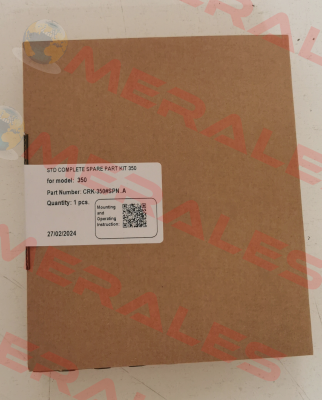 STD COMPLETE SPARE PART KIT 350
for model: 350
Part Number: CRK-350#SPN..A
Quantity: 1 pcs.
Mounting
and
Operating
Instruction:
27/02/2024
MERALES
MERALES
MERALES